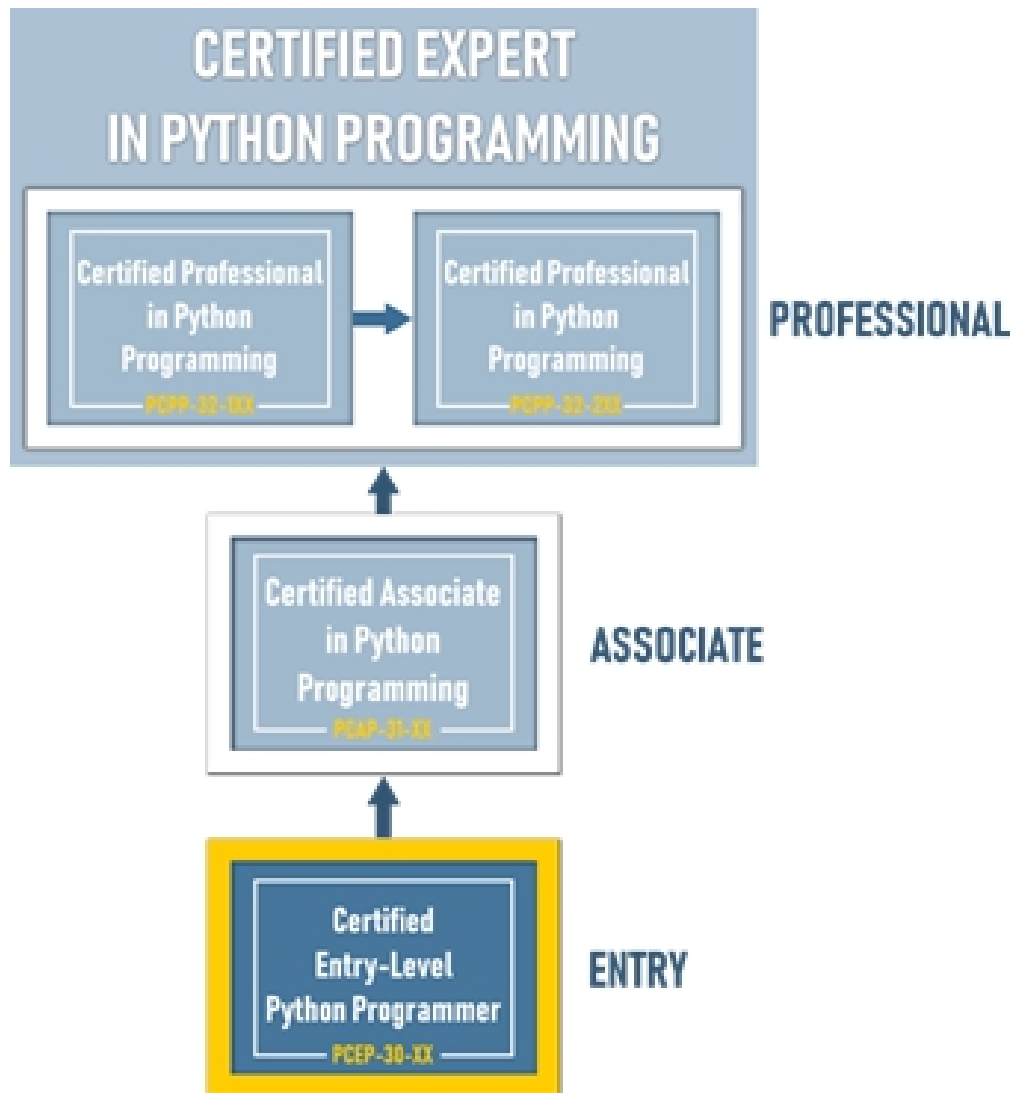 CERTIFIED EXPERT
IN PYTHON PROGRAMMING
Certified Professional
in Python
Programming
PCPP-32-1XX
Certified Professional
in Python
Programming
PCPP-32-2XX
PROFESSIONAL
Certified Associate
in Python
Programming
PCAP-31-XX
ASSOCIATE
Certified
Entry-Level
Python Programmer
PCEP-30-XX
ENTRY